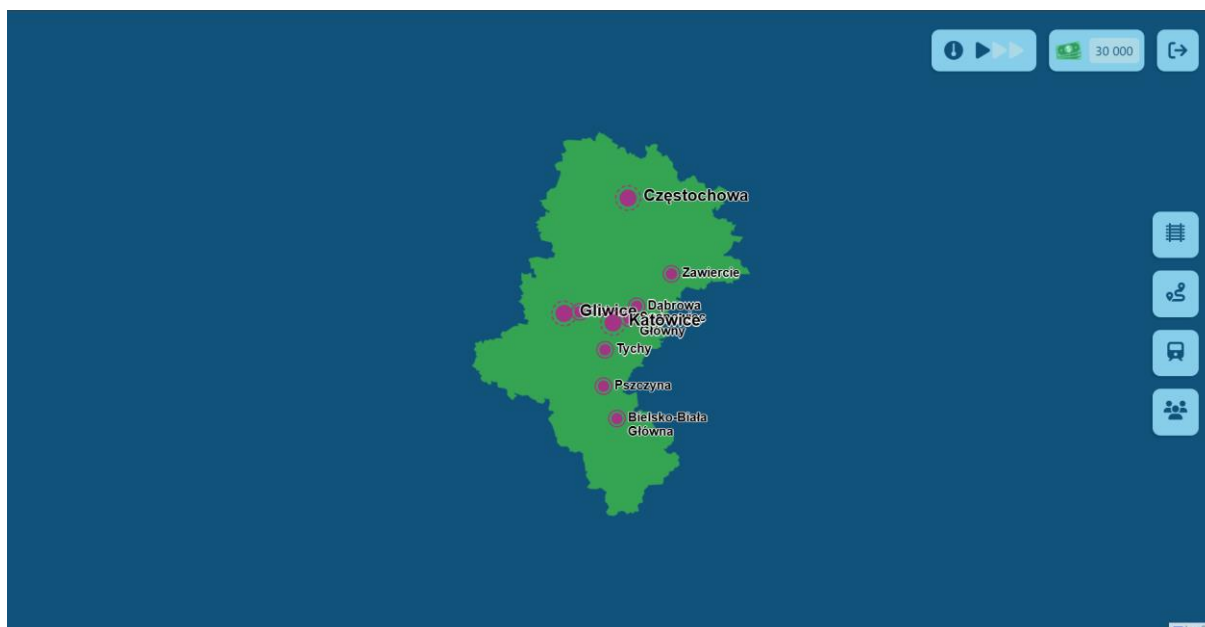 30 000
Częstochowa
Zawiercie
Dąbrowa
Gliwice
Katowice
Główny
Tychy
Pszczyna
Bielsko-Biała
Główna